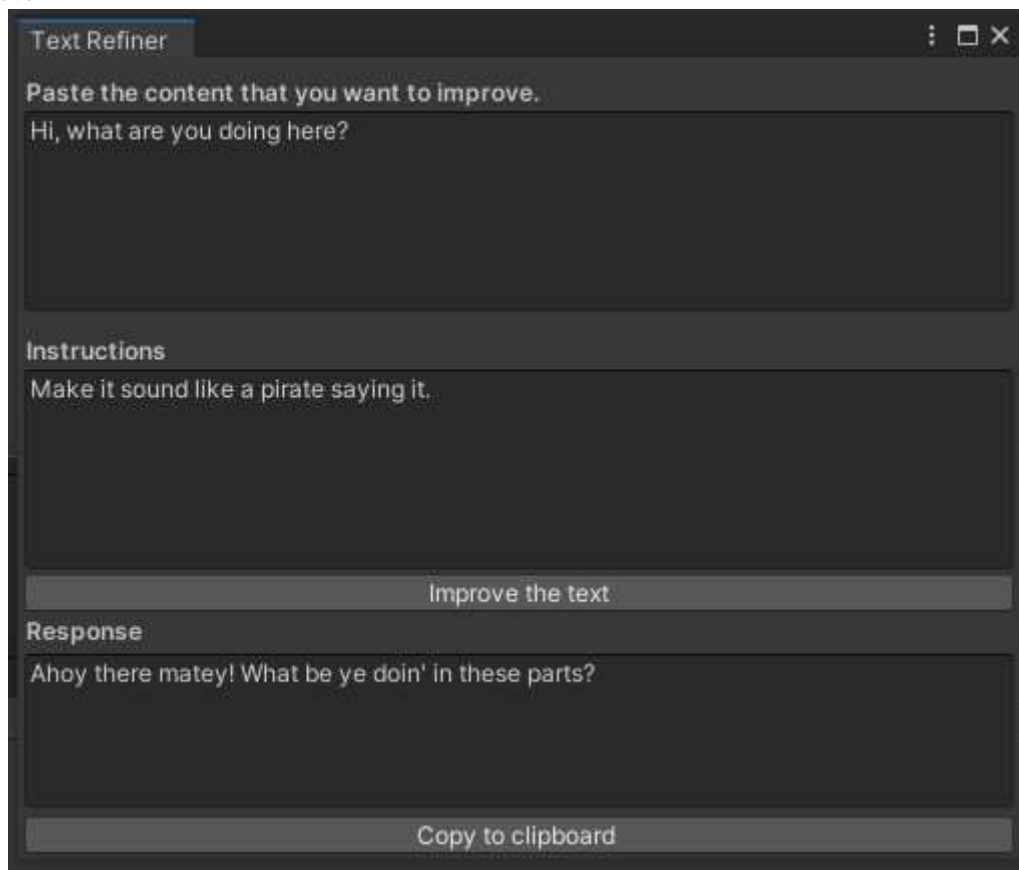 Text Refiner
Paste the content that you want to improve.
Hi, what are you doing here?
Instructions
Make it sound like a pirate saying it.
Improve the text
Response
Ahoy there matey! What be ye doin' in these parts?
Copy to clipboard